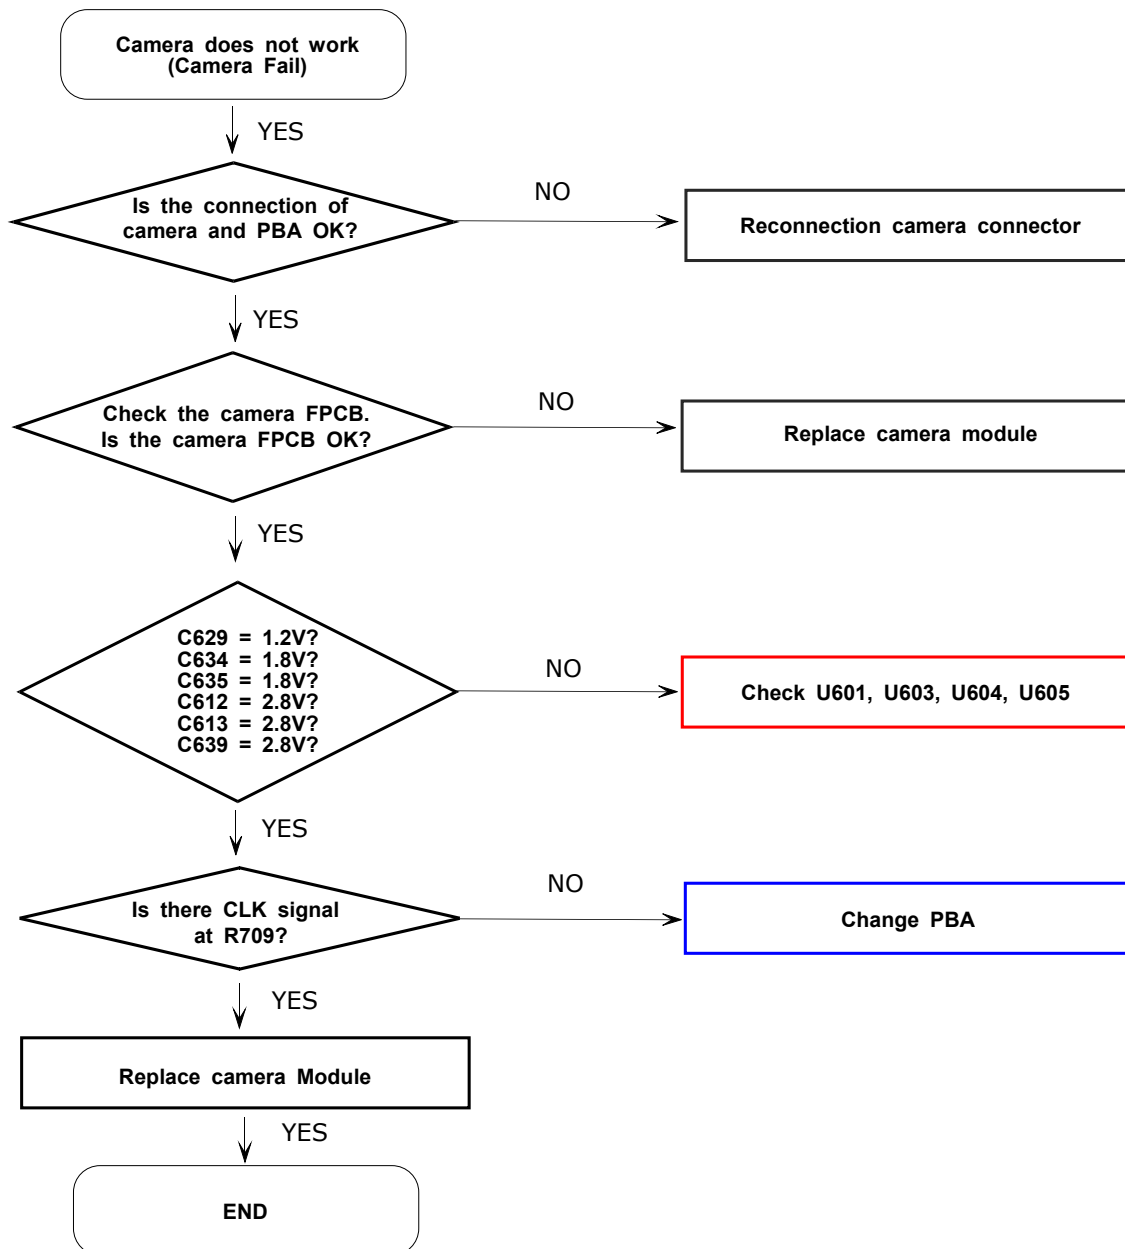 Camera does not work
(Camera Fail)
YES
Is the connection of
camera and PBA OK?
NO
Reconnection camera connector
YES
Check the camera FPCB.
Is the camera FPCB OK?
NO
Replace camera module
YES
C629 = 1.2V?
C634 = 1.8V?
C635 = 1.8V?
C612 = 2.8V?
C613 = 2.8V?
C639 = 2.8V?
NO
Check U601, U603, U604, U605
YES
Is there CLK signal
at R709?
NO
Change PBA
YES
Replace camera Module
YES
END